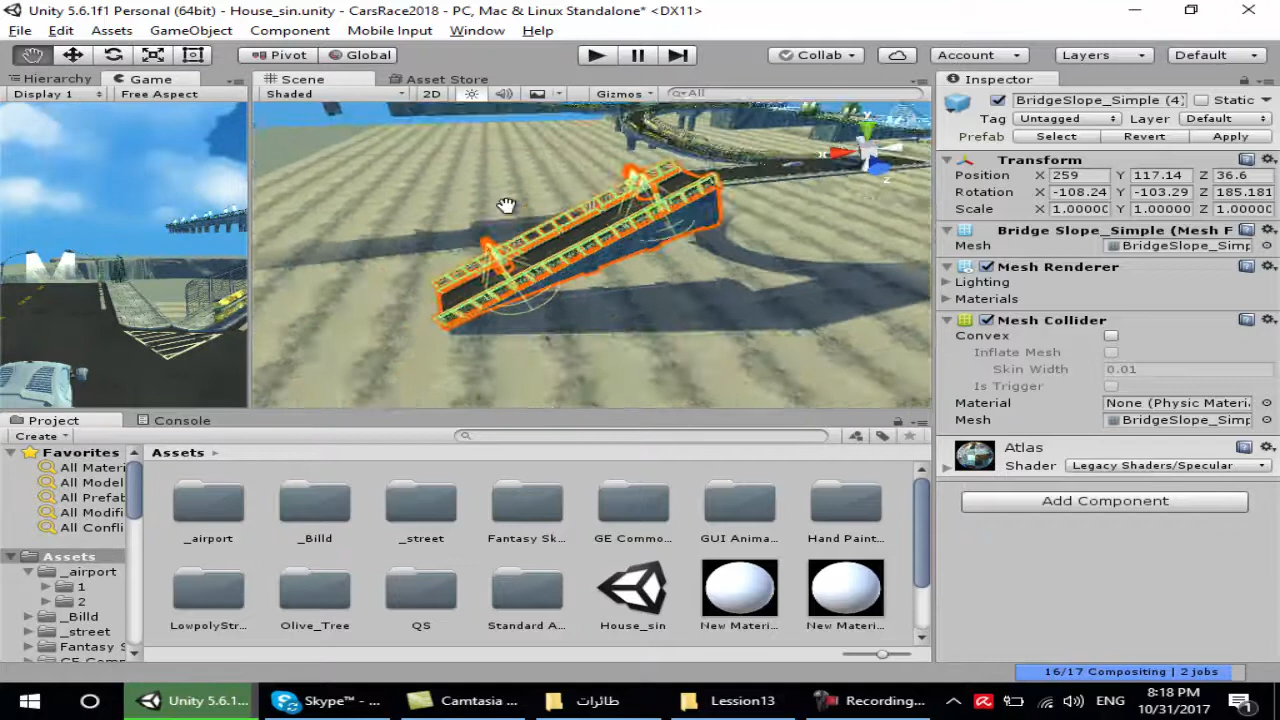 Unity 5.6.1f1 (64bit) - House_sin.unity - CarsRace2018 - PC, Mac & Linux Standalone* <DX11>
File Edit Assets GameObject Component Mobile Input Window Help
Pivot Global Collab Account Layers Default
Hierarchy Game Scene Asset Store Inspector
Display 1 Free Aspect Shaded 2D Gizmos All
BridgeSlope_Simple (4) Static
Tag Untagged Layer Default
Prefab Select Revert Apply
Transform
Position X 259 Y 117.14 Z 36.6
Rotation X -108.24 Y -103.29 Z 185.181
Scale X 1.00000 Y 1.00000 Z 1.00000
Bridge Slope_Simple (Mesh F
Mesh BridgeSlope_Simp
Mesh Renderer
Lighting
Materials
Mesh Collider
Convex
Inflate Mesh
Skin Width 0.01
Is Trigger
Material None (Physic Materi
Mesh BridgeSlope_Simp
Atlas
Shader Legacy Shaders/Specular
Add Component
x y z
Project Console
Create
Favorites
All Materi
All Model
All Prefab
All Modifi
All Confli
Assets
_airport
1
2
_Billd
_street
Fantasy S
Assets
_airport _Billd _street Fantasy Sk... GE Commo... GUI Anima... Hand Paint...
LowpolyStr... Olive_Tree QS Standard A... House_sin New Materi... New Materi...
16/17 Compositing | 2 jobs
Unity 5.6.1... Skype™ - ... Camtasia ... طائرات Lession13 Recording... ENG
8:18 PM
10/31/2017
1